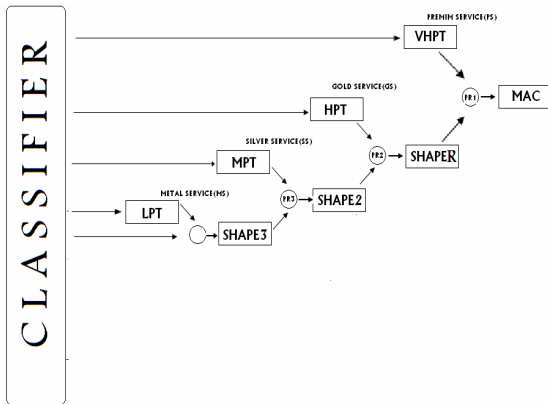 CLASSIFIER
PREMIM SERVICE(PS)
VHPT
GOLD SERVICE(GS)
PR1
MAC
HPT
SILVER SERVICE(SS)
PR2
SHAPER
MPT
METAL SERVICE(MS)
PR3
SHAPE2
LPT
SHAPE3